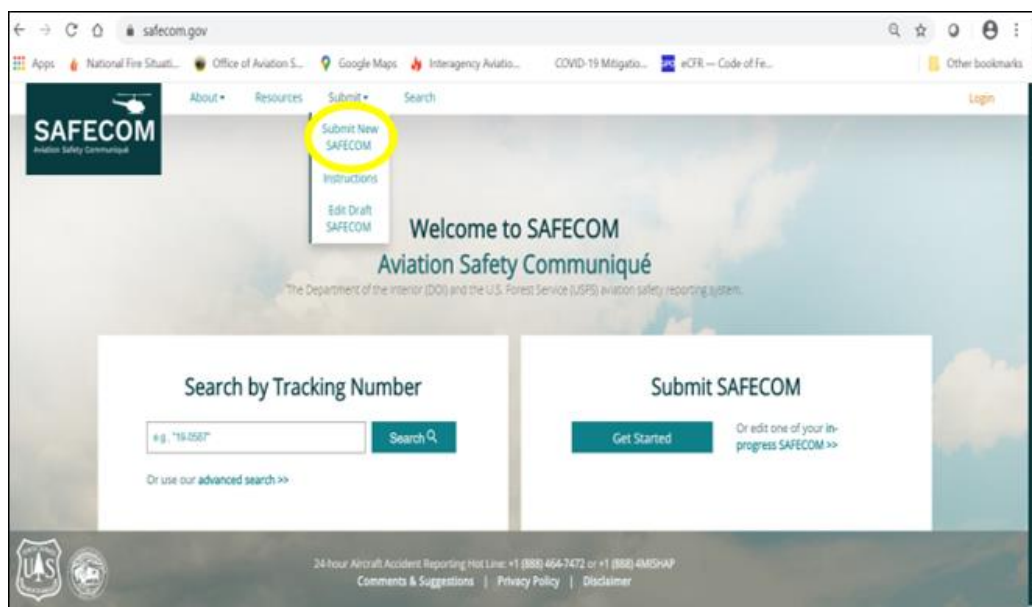 safecom.gov
Apps National Fire Situati... Office of Aviation S... Google Maps Interagency Aviatio... COVID-19 Mitigatio... eCFR — Code of Fe... Other bookmarks
About Resources Submit Search Login
SAFECOM
Aviation Safety Communiqué
Submit New
SAFECOM
Instructions
Edit Draft
SAFECOM
Welcome to SAFECOM
Aviation Safety Communiqué
The Department of the Interior (DOI) and the U.S. Forest Service (USFS) aviation safety reporting system.
Search by Tracking Number
e.g., "19-0587"
Search
Or use our advanced search >>
Submit SAFECOM
Get Started
Or edit one of your in-
progress SAFECOM >>
UAS
24-hour Aircraft Accident Reporting Hot Line: +1 (888) 464-7472 or +1 (888) 4MISHAP
Comments & Suggestions | Privacy Policy | Disclaimer